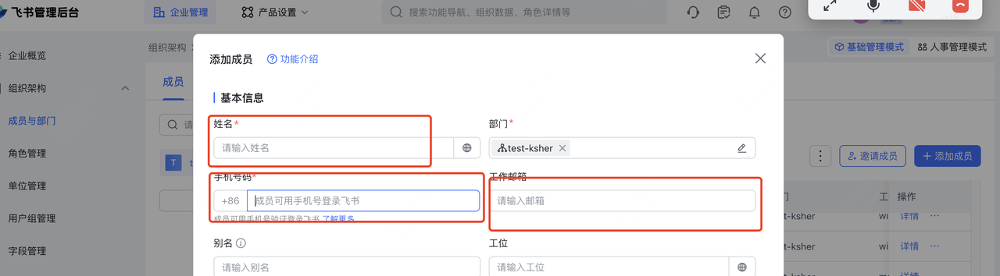 飞书管理后台
企业管理
产品设置
搜索功能导航、组织数据、角色详情等
企业概览
组织架构
成员与部门
角色管理
单位管理
用户组管理
字段管理
组织架构
基础管理模式
人事管理模式
成员
请
T
邀请成员
+ 添加成员
操作
t-ksher
wi
详情
t-ksher
wi
详情
详情
添加成员
功能介绍
基本信息
姓名*
部门*
请输入姓名
test-ksher
手机号码*
工作邮箱
+86
成员可用手机号登录飞书
请输入邮箱
成员可用手机号验证登录飞书 了解更多
别名
工位
请输入别名
请输入工位